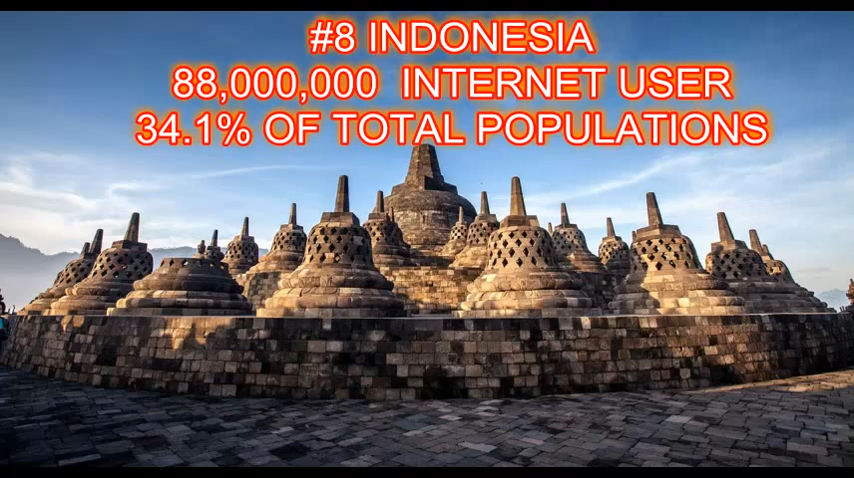 #8 INDONESIA
88,000,000 INTERNET USER
34.1% OF TOTAL POPULATIONS